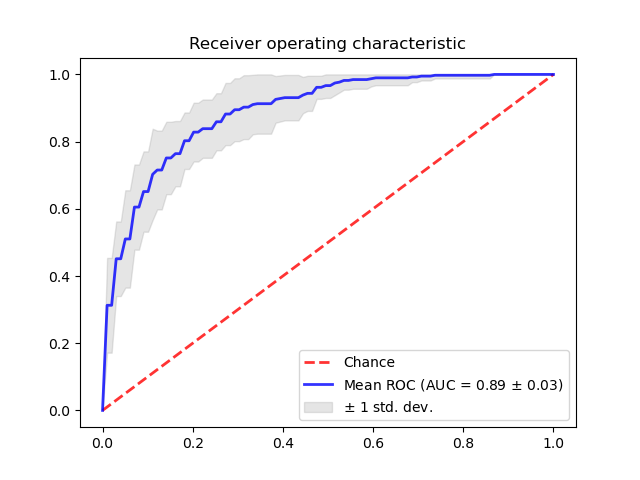 Receiver operating characteristic
1.0
0.8
0.6
0.4
0.2
0.0
Chance
Mean ROC (AUC = 0.89 ± 0.03)
± 1 std. dev.
0.0 0.2 0.4 0.6 0.8 1.0